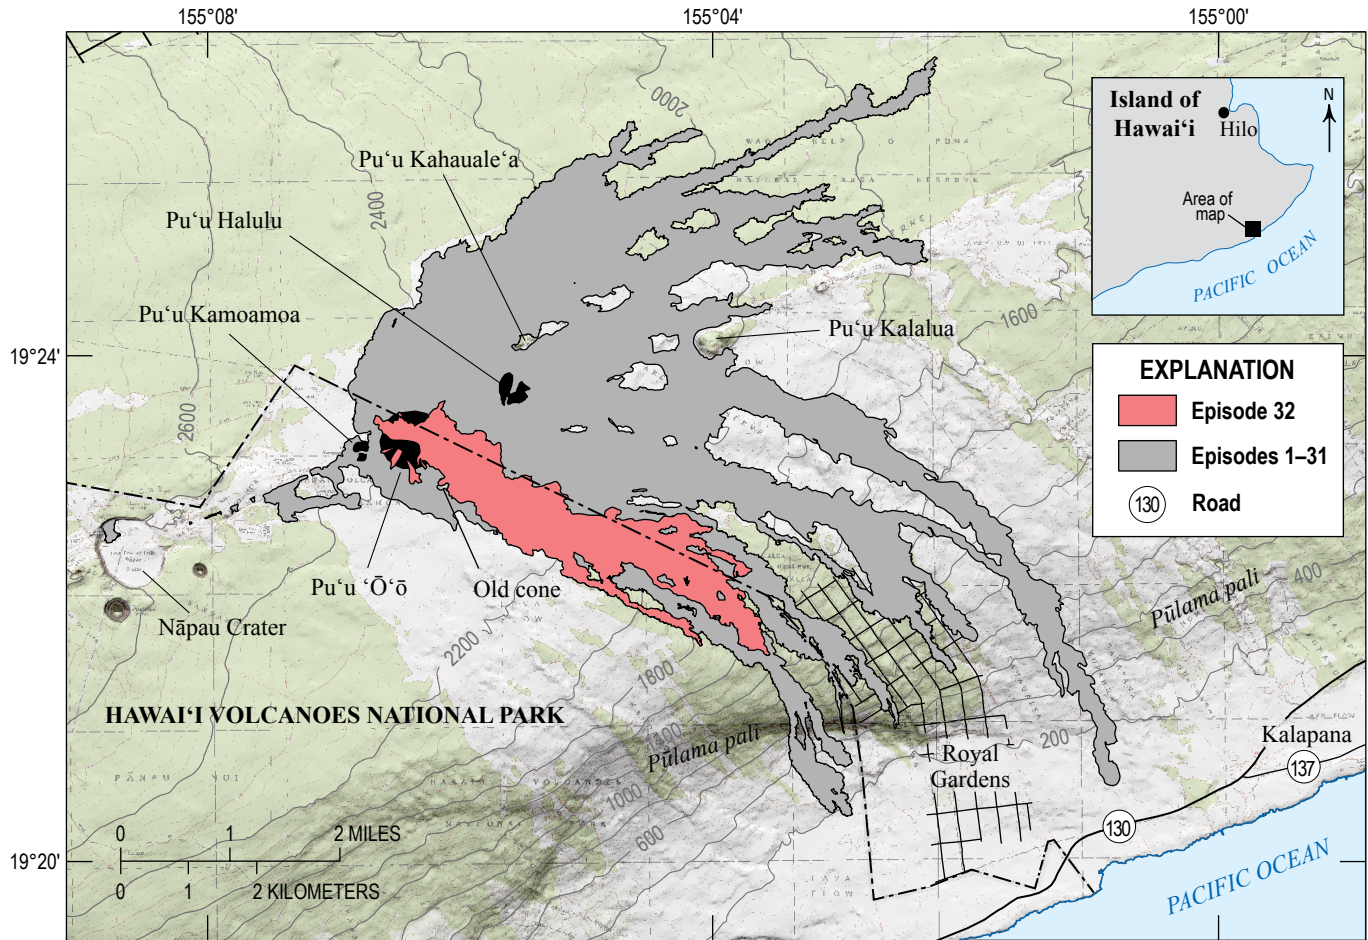 155°08'
155°04'
155°00'
2000
Island of
Hawai‘i
N
Hilo
Pu‘u Kahauale‘a
2400
Area of
map
Pu‘u Halulu
PACIFIC OCEAN
Pu‘u Kamoamoa
Pu‘u Kalalua
1600
19°24'
EXPLANATION
Episode 32
2600
Episodes 1–31
130
Road
Pu‘u ‘Ō‘ō
Old cone
400
Pūlama pali
Nāpau Crater
2200
1800
HAWAI‘I VOLCANOES NATIONAL PARK
1400
200
Kalapana
Pūlama pali
Royal
Gardens
137
1000
0
1
2 MILES
600
130
19°20'
0
1
2 KILOMETERS
PACIFIC OCEAN